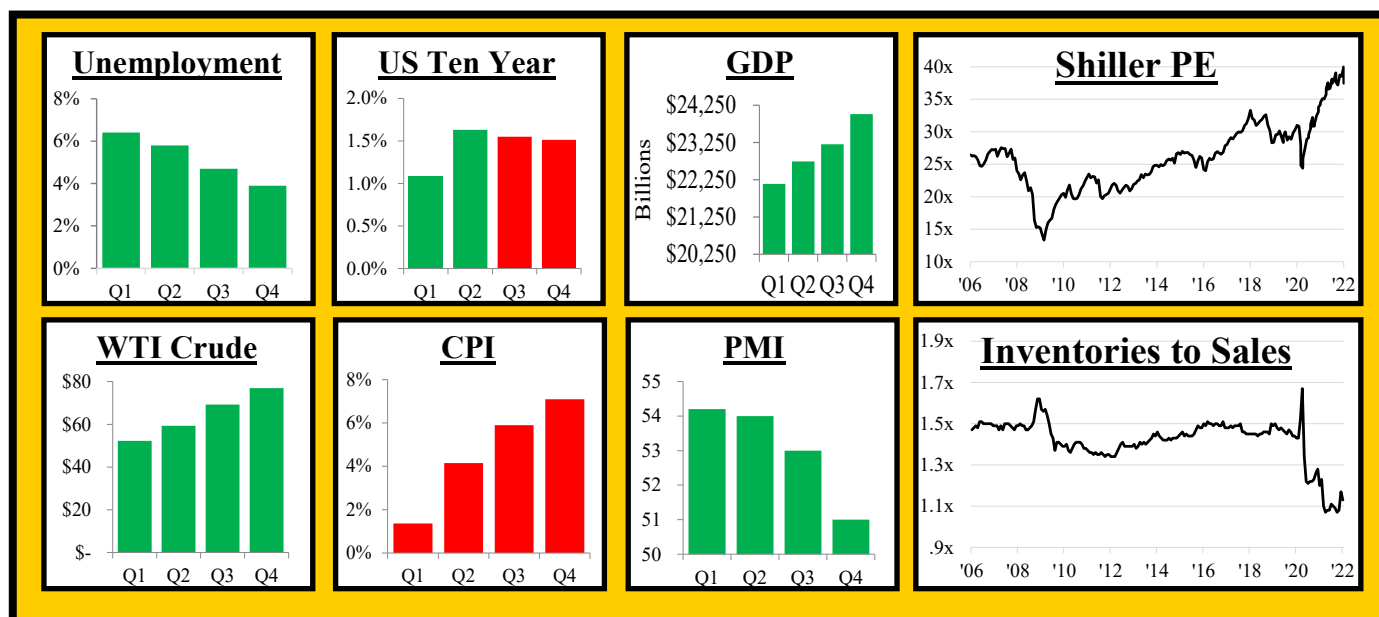 Unemployment
8%
6%
4%
2%
0%
Q1 Q2 Q3 Q4
US Ten Year
2.0%
1.5%
1.0%
0.5%
0.0%
Q1 Q2 Q3 Q4
GDP
Billions
$24,250
$23,250
$22,250
$21,250
$20,250
Q1 Q2 Q3 Q4
Shiller PE
40x
35x
30x
25x
20x
15x
10x
'06 '08 '10 '12 '14 '16 '18 '20 '22
WTI Crude
$80
$60
$40
$20
$-
Q1 Q2 Q3 Q4
CPI
8%
6%
4%
2%
0%
Q1 Q2 Q3 Q4
PMI
55
54
53
52
51
50
Q1 Q2 Q3 Q4
Inventories to Sales
1.9x
1.7x
1.5x
1.3x
1.1x
.9x
'06 '08 '10 '12 '14 '16 '18 '20 '22